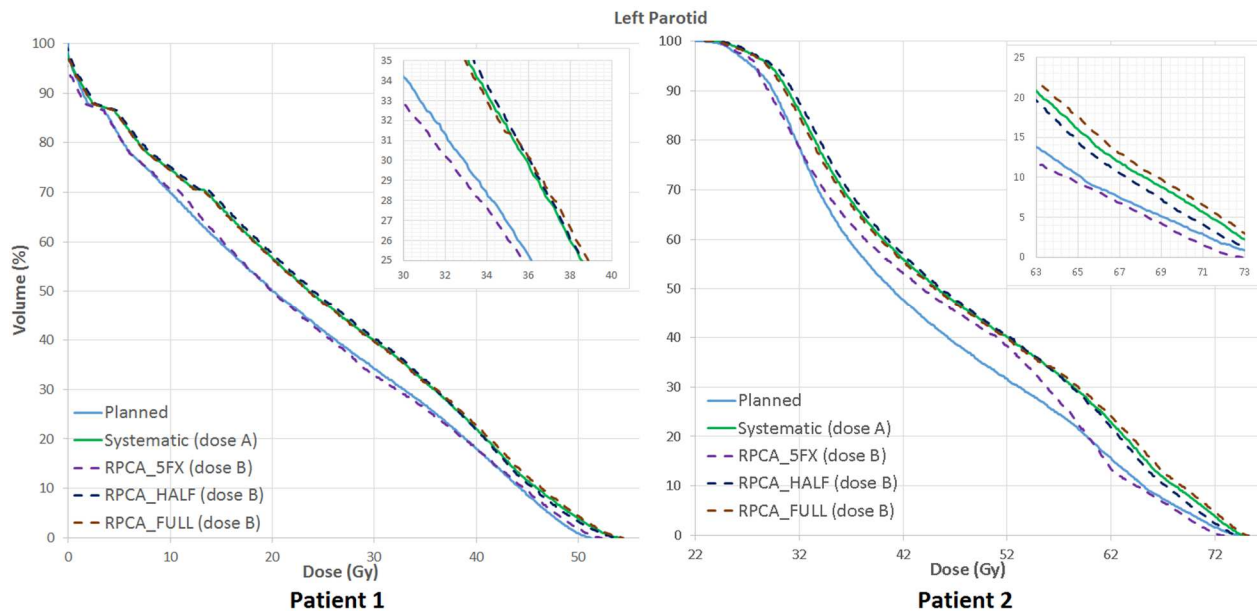 Left Parotid
Volume (%)
100
90
80
70
60
50
40
30
20
10
0
0 10 20 30 40 50
Dose (Gy)
35
34
33
32
31
30
29
28
27
26
25
30 32 34 36 38 40
Planned
Systematic (dose A)
RPCA_5FX (dose B)
RPCA_HALF (dose B)
RPCA_FULL (dose B)
Patient 1
100
90
80
70
60
50
40
30
20
10
0
22 32 42 52 62 72
Dose (Gy)
25
20
15
10
5
0
63 65 67 69 71 73
Planned
Systematic (dose A)
RPCA_5FX (dose B)
RPCA_HALF (dose B)
RPCA_FULL (dose B)
Patient 2